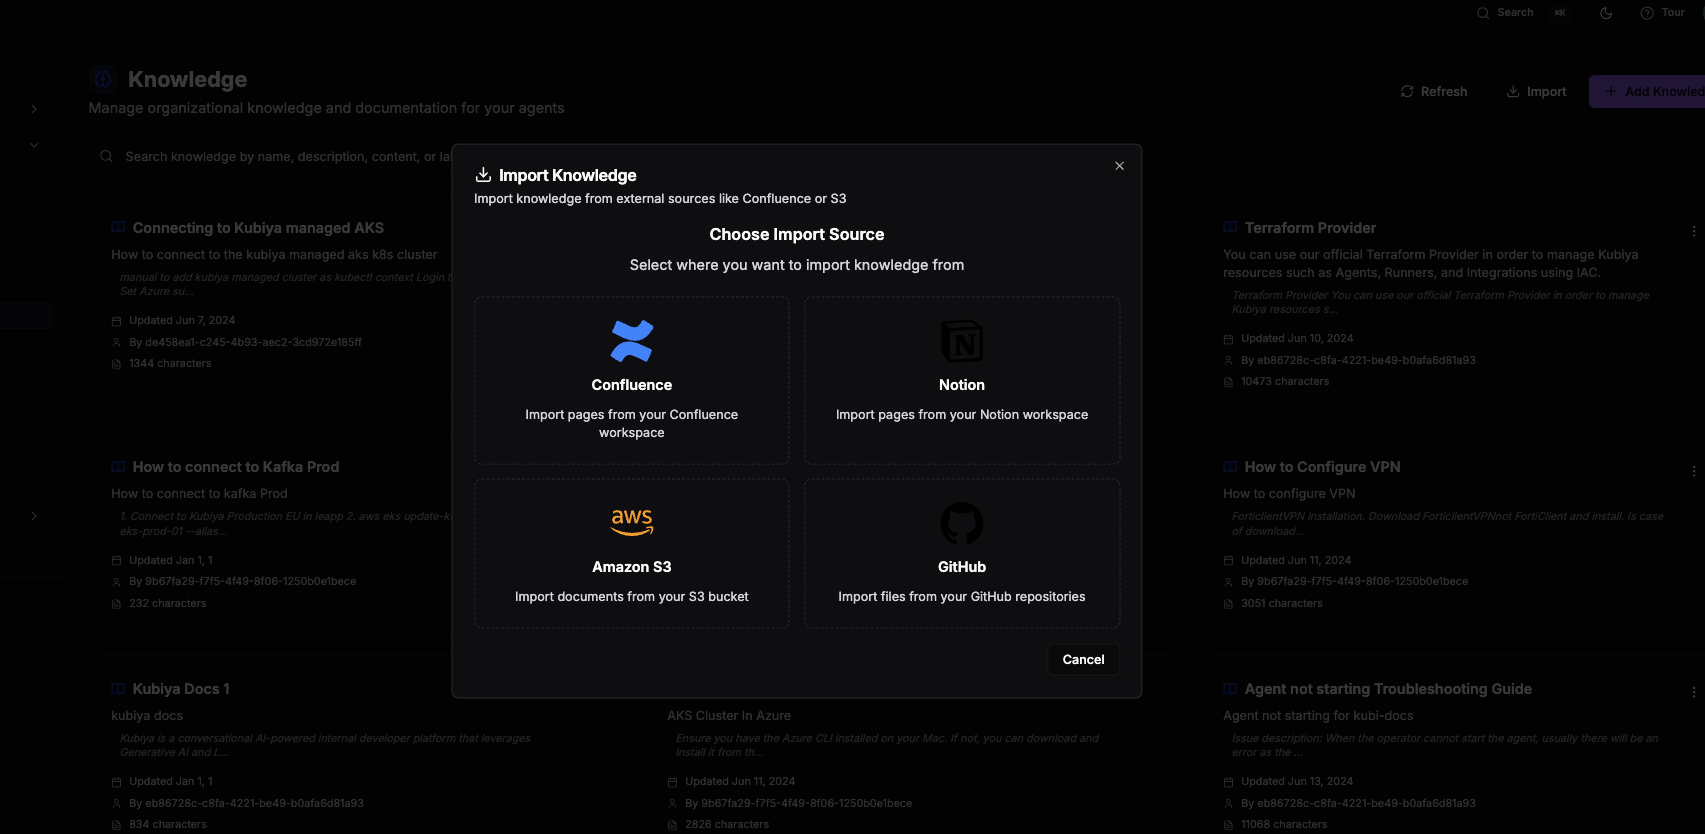 Search ⌘K Tour
Knowledge
Manage organizational knowledge and documentation for your agents
Refresh Import + Add Knowled
Search knowledge by name, description, content, or la
Import Knowledge
Import knowledge from external sources like Confluence or S3
Choose Import Source
Select where you want to import knowledge from
Confluence
Import pages from your Confluence
workspace
Notion
Import pages from your Notion workspace
aws
Amazon S3
Import documents from your S3 bucket
GitHub
Import files from your GitHub repositories
Cancel
Connecting to Kubiya managed AKS
How to connect to the kubiya managed aks k8s cluster
manual to add kubiya managed cluster as kubectl context Login
Set Azure su...
Updated Jun 7, 2024
By de458ea1-c245-4b93-aec2-3cd972e185ff
1344 characters
Terraform Provider
You can use our official Terraform Provider in order to manage Kubiya
resources such as Agents, Runners, and Integrations using IAC.
Terraform Provider You can use our official Terraform Provider in order to manage
Kubiya resources s...
Updated Jun 10, 2024
By eb86728c-c8fa-4221-be49-b0afa6d81a93
10473 characters
How to connect to Kafka Prod
How to connect to kafka Prod
1. Connect to Kubiya Production EU in leapp 2. aws eks update-k
eks-prod-01 --alias...
Updated Jan 1, 1
By 9b67fa29-f7f5-4f49-8f06-1250b0e1bece
232 characters
How to Configure VPN
How to configure VPN
ForticlientVPN installation. Download ForticlientVPNnot FortiClient and install. Is case
of download...
Updated Jun 11, 2024
By 9b67fa29-f7f5-4f49-8f06-1250b0e1bece
3051 characters
Kubiya Docs 1
kubiya docs
Kubiya is a conversational AI-powered internal developer platform that leverages
Generative AI and L...
Updated Jan 1, 1
By eb86728c-c8fa-4221-be49-b0afa6d81a93
834 characters
AKS Cluster In Azure
Ensure you have the Azure CLI installed on your Mac. If not, you can download and
install it from th...
Updated Jun 11, 2024
By 9b67fa29-f7f5-4f49-8f06-1250b0e1bece
2826 characters
Agent not starting Troubleshooting Guide
Agent not starting for kubi-docs
Issue description: When the operator cannot start the agent, usually there will be an
error as the ...
Updated Jun 13, 2024
By eb86728c-c8fa-4221-be49-b0afa6d81a93
11068 characters